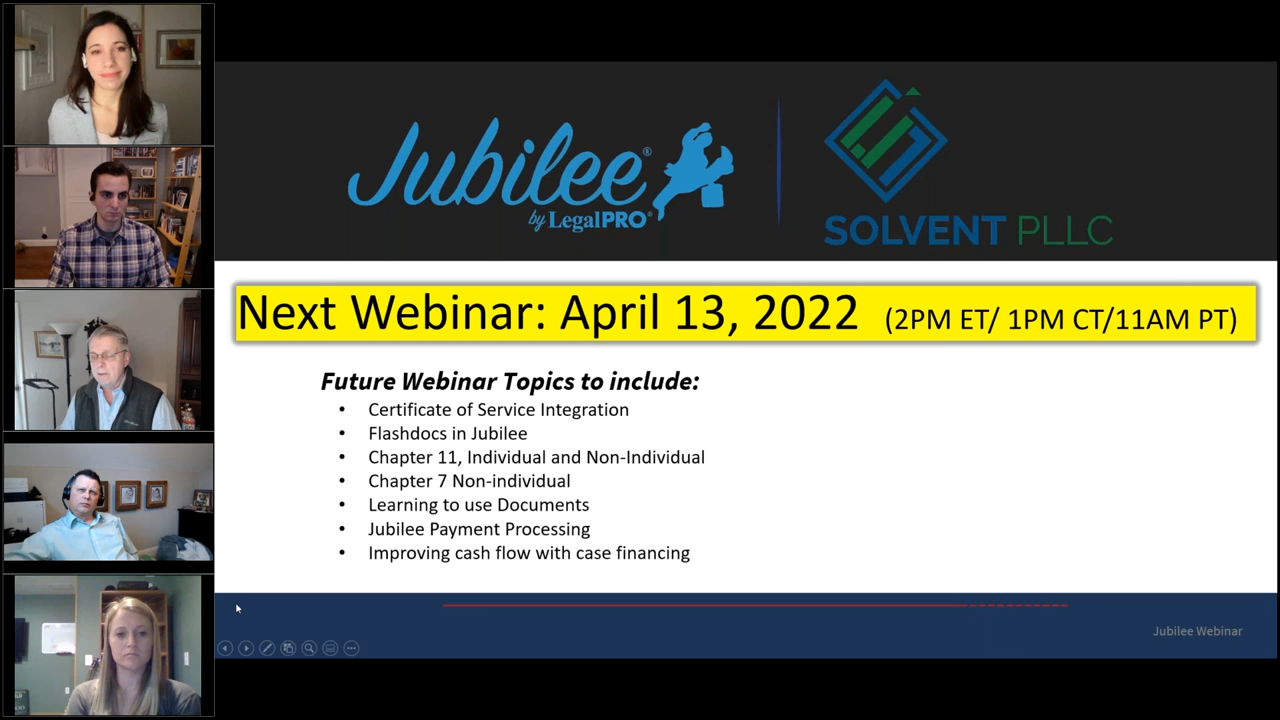 Jubilee®
by LegalPRO®
SOLVENT PLLC
Next Webinar: April 13, 2022 (2PM ET/ 1PM CT/11AM PT)
Future Webinar Topics to include:
• Certificate of Service Integration
• Flashdocs in Jubilee
• Chapter 11, Individual and Non-Individual
• Chapter 7 Non-individual
• Learning to use Documents
• Jubilee Payment Processing
• Improving cash flow with case financing
Jubilee Webinar